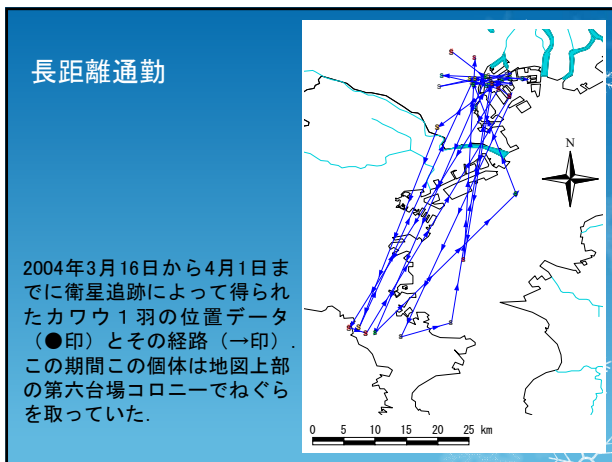 長距離通勤
N
2004年3月16日から4月1日ま
でに衛星追跡によって得られ
たカワウ１羽の位置データ
（●印）とその経路（→印）.
この期間この個体は地図上部
の第六台場コロニーでねぐら
を取っていた.
0 5 10 15 20 25 km